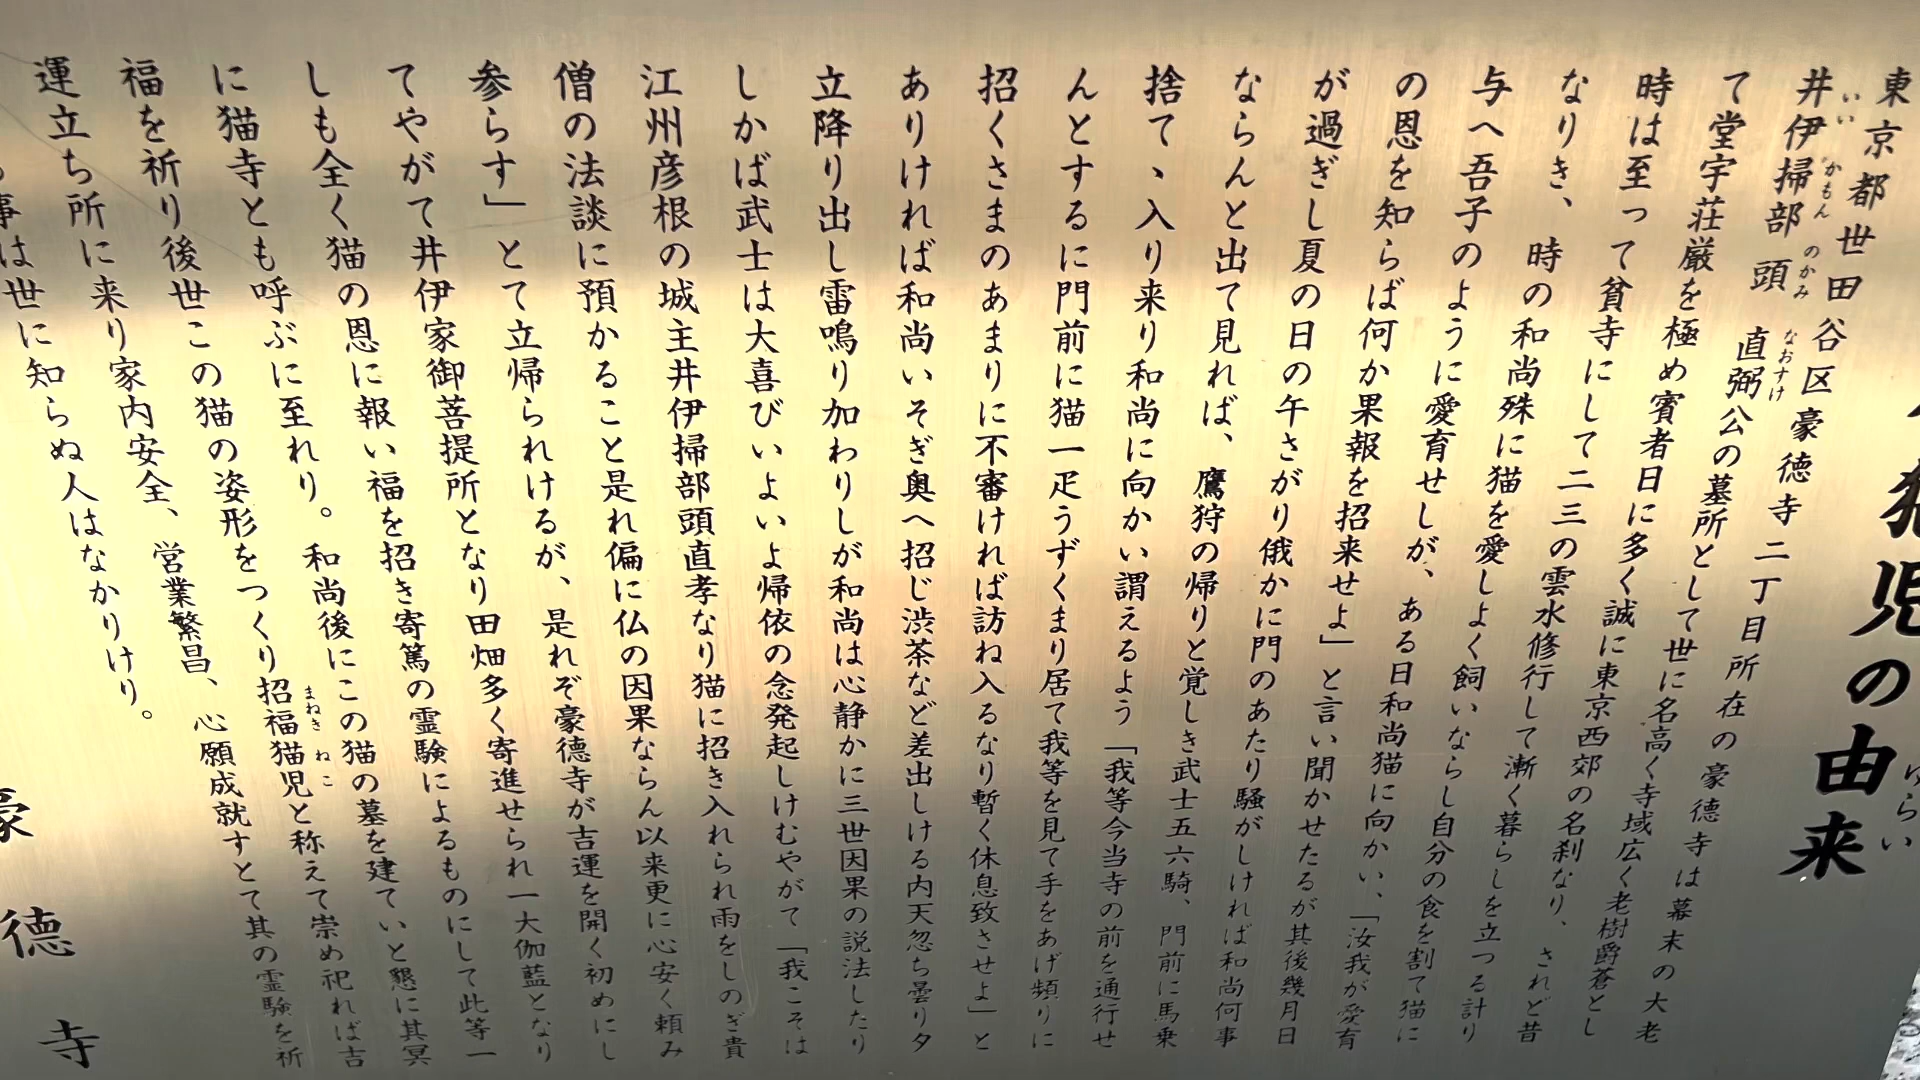 猫児の由来
ゆらい
東京都世田谷区豪徳寺二丁目所在の豪徳寺は幕末の大老
井伊掃部頭直弼公の墓所として世に名高く寺域広く老樹爵蒼とし
いい かもん のかみ なおすけ
て堂宇荘厳を極め賓者日に多く誠に東京西郊の名刹なり、されど昔
時は至って貧寺にして二三の雲水修行して漸く暮らしを立つる計り
なりき、時の和尚殊に猫を愛しよく飼いならし自分の食を割て猫に
与へ吾子のように愛育せしが、ある日和尚猫に向かい、「汝我が愛育
の恩を知らば何か果報を招来せよ」と言い聞かせたるが其後幾月日
が過ぎし夏の日の午さがり俄かに門のあたり騒がしければ和尚何事
ならんと出て見れば、鷹狩の帰りと覚しき武士五六騎、門前に馬乗
捨て、入り来り和尚に向かい謂えるよう「我等今当寺の前を通行せ
んとするに門前に猫一疋うずくまり居て我等を見て手をあげ頻りに
招くさまのあまりに不審ければ訪ね入るなり暫く休息致させよ」と
ありければ和尚いそぎ奥へ招じ渋茶など差出しける内天忽ち曇り夕
立降り出し雷鳴り加わりしが和尚は心静かに三世因果の説法したり
しかば武士は大喜びいよいよ帰依の念発起しけむやがて「我こそは
江州彦根の城主井伊掃部頭直孝なり猫に招き入れられ雨をしのぎ貴
僧の法談に預かること是れ偏に仏の因果ならん以来更に心安く頼み
参らす」とて立帰られけるが、是れぞ豪徳寺が吉運を開く初めにし
てやがて井伊家御菩提所となり田畑多く寄進せられ一大伽藍となり
しも全く猫の恩に報い福を招き寄篤の霊験によるものにして此等一
に猫寺とも呼ぶに至れり。和尚後にこの猫の墓を建ていと懇に其冥
福を祈り後世この猫の姿形をつくり招福猫児と称えて崇め祀れば吉
まねき ねこ
運立ち所に来り家内安全、営業繁昌、心願成就すとて其の霊験を祈
事は世に知らぬ人はなかりけり。
豪徳寺